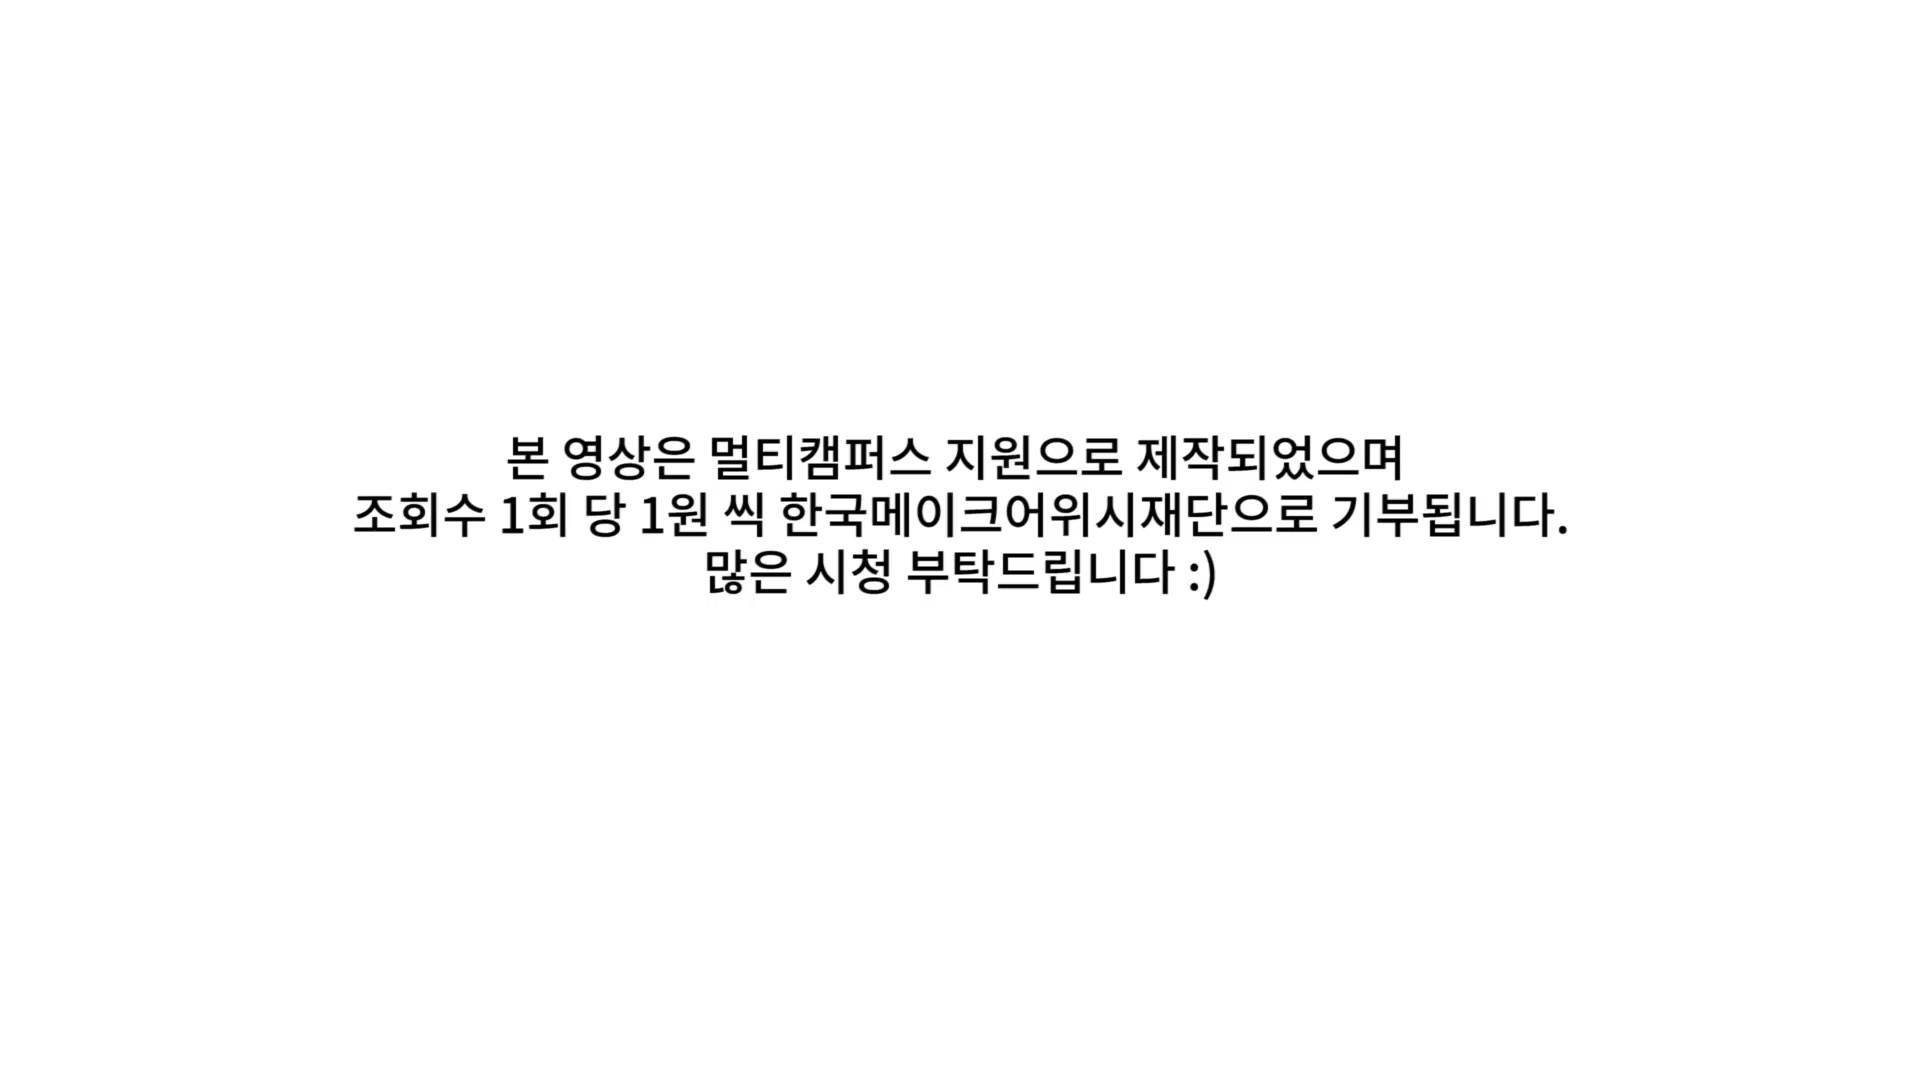 본 영상은 멀티캠퍼스 지원으로 제작되었으며
조회수 1회 당 1원 씩 한국메이크어위시재단으로 기부됩니다.
많은 시청 부탁드립니다 :)